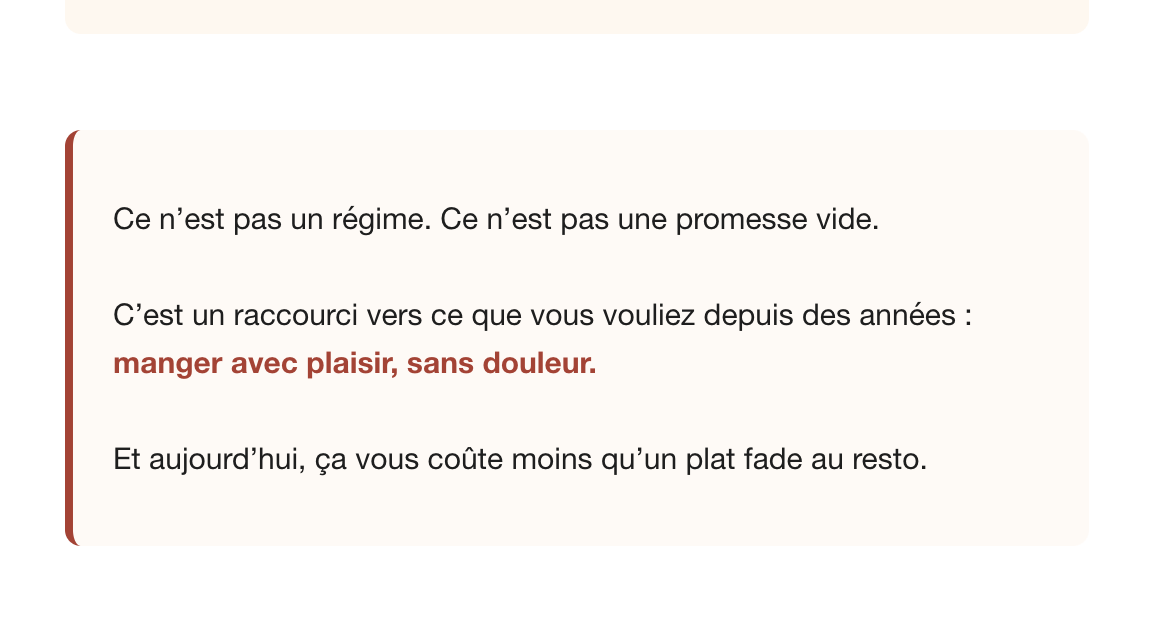 Ce n’est pas un régime. Ce n’est pas une promesse vide.
C’est un raccourci vers ce que vous vouliez depuis des années :
manger avec plaisir, sans douleur.
Et aujourd’hui, ça vous coûte moins qu’un plat fade au resto.